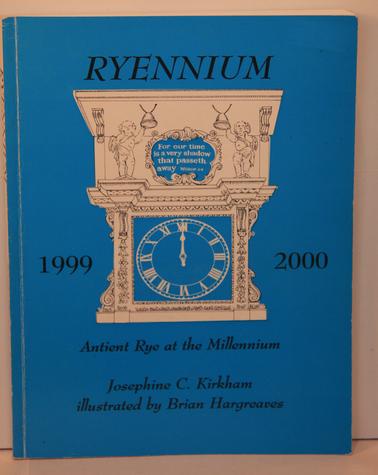 RYENNIUM
For our time
is a very shadow
that passeth
away
1999
2000
Antient Rye at the Millennium
Josephine C. Kirkham
illustrated by Brian Hargreaves